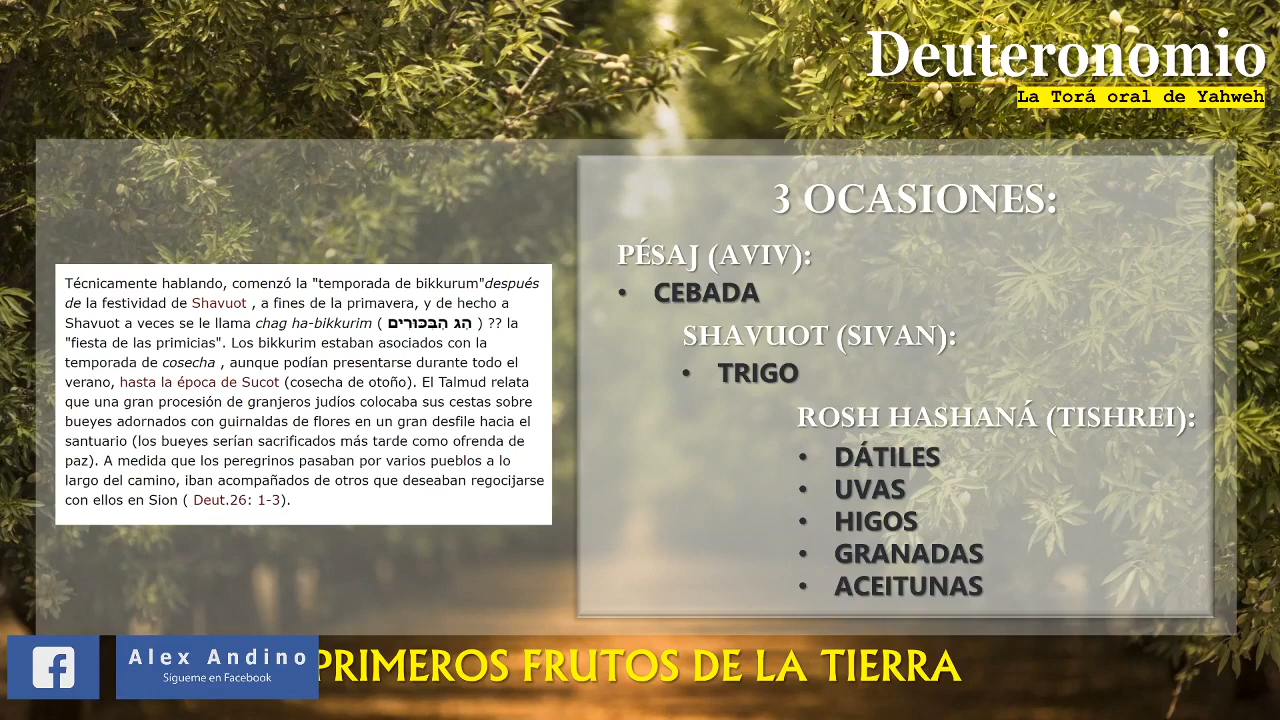 Deuteronomio
La Torá oral de Yahweh
Técnicamente hablando, comenzó la "temporada de bikkurum"después
de la festividad de Shavuot , a fines de la primavera, y de hecho a
Shavuot a veces se le llama chag ha-bikkurim ( הג הבכורים ) ?? la
"fiesta de las primicias". Los bikkurim estaban asociados con la
temporada de cosecha , aunque podían presentarse durante todo el
verano, hasta la época de Sucot (cosecha de otoño). El Talmud relata
que una gran procesión de granjeros judíos colocaba sus cestas sobre
bueyes adornados con guirnaldas de flores en un gran desfile hacia el
santuario (los bueyes serían sacrificados más tarde como ofrenda de
paz). A medida que los peregrinos pasaban por varios pueblos a lo
largo del camino, iban acompañados de otros que deseaban regocijarse
con ellos en Sion ( Deut.26: 1-3).
3 OCASIONES:
PÉSAJ (AVIV):
• CEBADA
SHAVUOT (SIVAN):
• TRIGO
ROSH HASHANÁ (TISHREI):
• DÁTILES
• UVAS
• HIGOS
• GRANADAS
• ACEITUNAS
PRIMEROS FRUTOS DE LA TIERRA
Alex Andino
Sigueme en Facebook